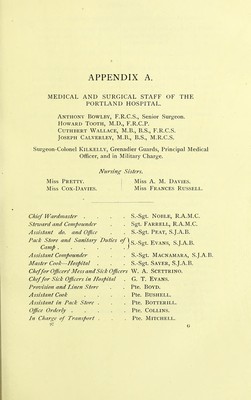 APPENDIX A.
MEDICAL AND SURGICAL STAFF OF THE
PORTLAND HOSPITAL.
ANTHONY BOWLBY, F.R.C.S., Senior Surgeon.
HOWARD TOOTH, M.D., F.R.C.P.
CUTHBERT WALLACE, M.B., B.S., F.R.C.S.
JOSEPH CALVERLEY, M.B., B.S., M.R.C.S.
Surgeon-Colonel KILKELLY, Grenadier Guards, Principal Medical
Officer, and in Military Charge.
Nursing Sisters.
Miss PRETTY. Miss A. M. DAVIES.
Miss COX-DAVIES. Miss FRANCES RUSSELL.
Chief Wardmaster . . . S.-Sgt. NOBLE, R.A.M.C.
Steward and Compounder . . Sgt. FARRELL, R.A.M.C.
Assistant do. and Office . . S.-Sgt. PRAT, S.J.A.B.
Pack Store and Sanitary Duties of
Camp . . . . } S.-Sgt. EVANS, S.J.A.B.
Assistant Compounder . . S.-Sgt. MACNAMARA, S.J.A.B.
Master Cook—Hospital . . S.-Sgt. SAYER, S.J.A.B.
Chef for Officers' Mess and Sick Officers W. A. SCETTRINO.
Chef for Sick Officers in Hospital . G. T. EVANS.
Provision and Linen Store . . Pte. BOYD.
Assistant Cook . . . Pte. BUSHELL.
Assistant in Pack Store . . Pte. BOTTERILL.
Office Orderly . . . . Pte. COLLINS.
In Charge of Transport . . Pte. MITCHELL.